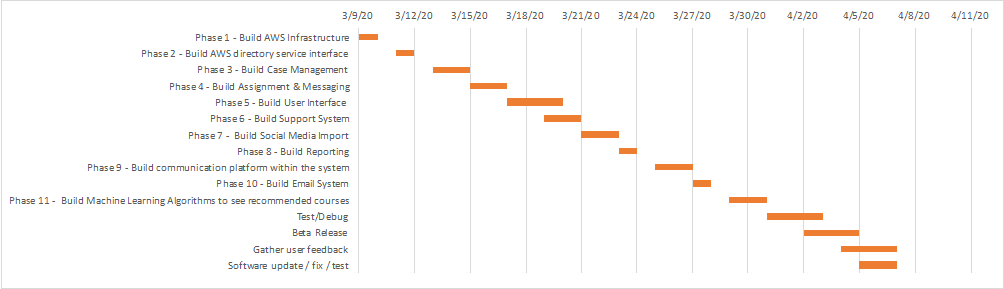 3/9/20 3/12/20 3/15/20 3/18/20 3/21/20 3/24/20 3/27/20 3/30/20 4/2/20 4/5/20 4/8/20 4/11/20
Phase 1 - Build AWS Infrastructure
Phase 2 - Build AWS directory service interface
Phase 3 - Build Case Management
Phase 4 - Build Assignment & Messaging
Phase 5 - Build User Interface
Phase 6 - Build Support System
Phase 7 - Build Social Media Import
Phase 8 - Build Reporting
Phase 9 - Build communication platform within the system
Phase 10 - Build Email System
Phase 11 - Build Machine Learning Algorithms to see recommended courses
Test/Debug
Beta Release
Gather user feedback
Software update / fix / test